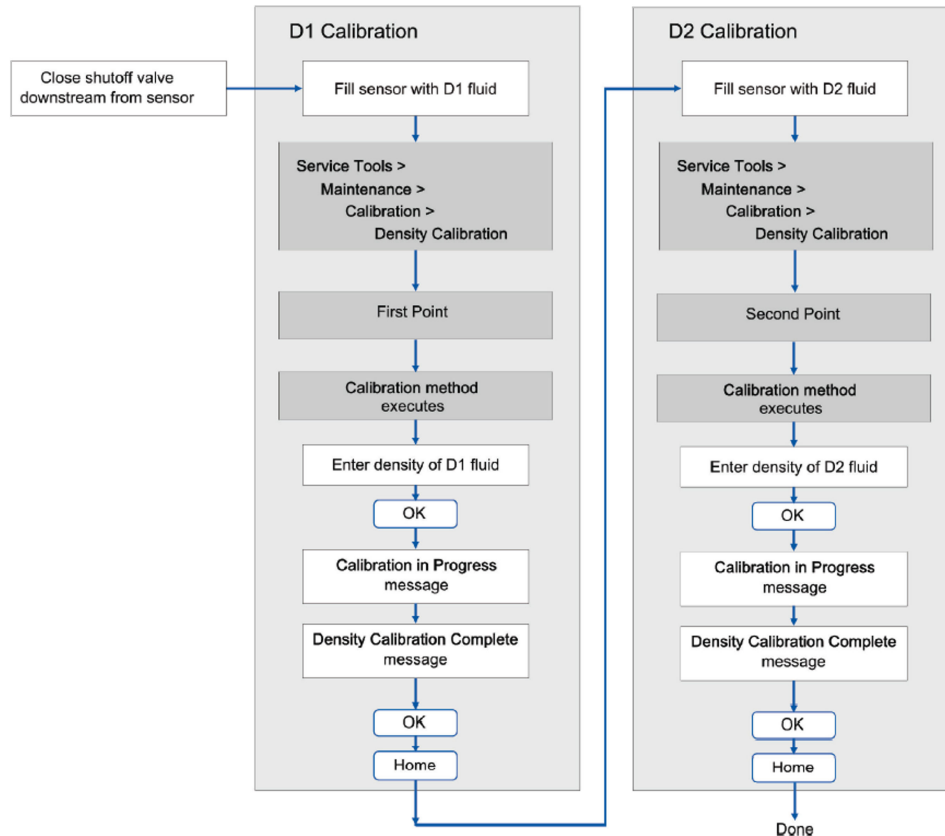 Close shutoff valve
downstream from sensor
D1 Calibration
Fill sensor with D1 fluid
Service Tools >
Maintenance >
Calibration >
Density Calibration
First Point
Calibration method
executes
Enter density of D1 fluid
OK
Calibration in Progress
message
Density Calibration Complete
message
OK
Home
D2 Calibration
Fill sensor with D2 fluid
Service Tools >
Maintenance >
Calibration >
Density Calibration
Second Point
Calibration method
executes
Enter density of D2 fluid
OK
Calibration in Progress
message
Density Calibration Complete
message
OK
Home
Done